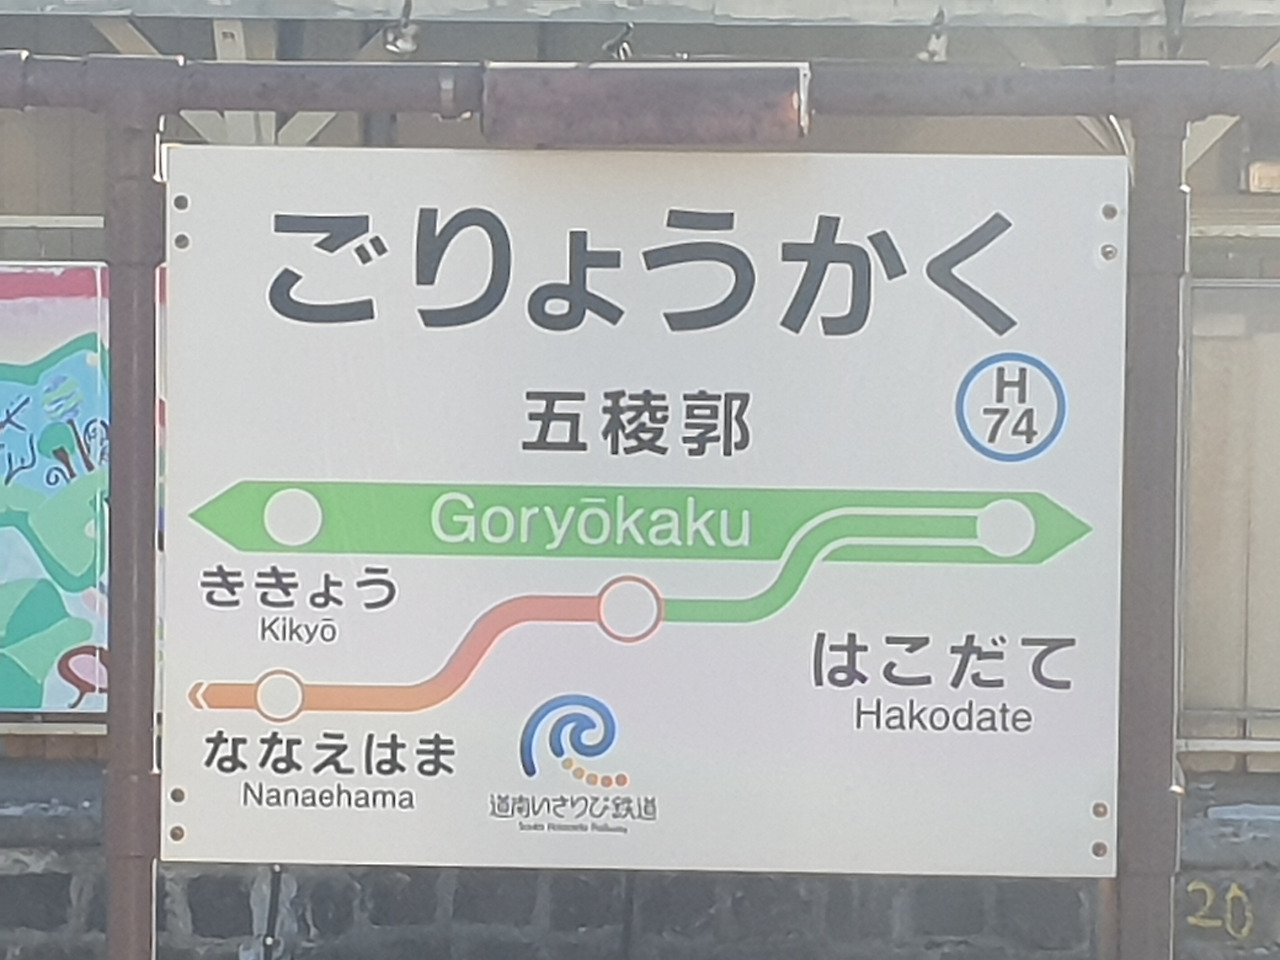 ごりょうかく
五稜郭
H
74
Goryōkaku
ききょう
Kikyō
はこだて
Hakodate
ななえはま
Nanaehama
道南いさりび鉄道
20